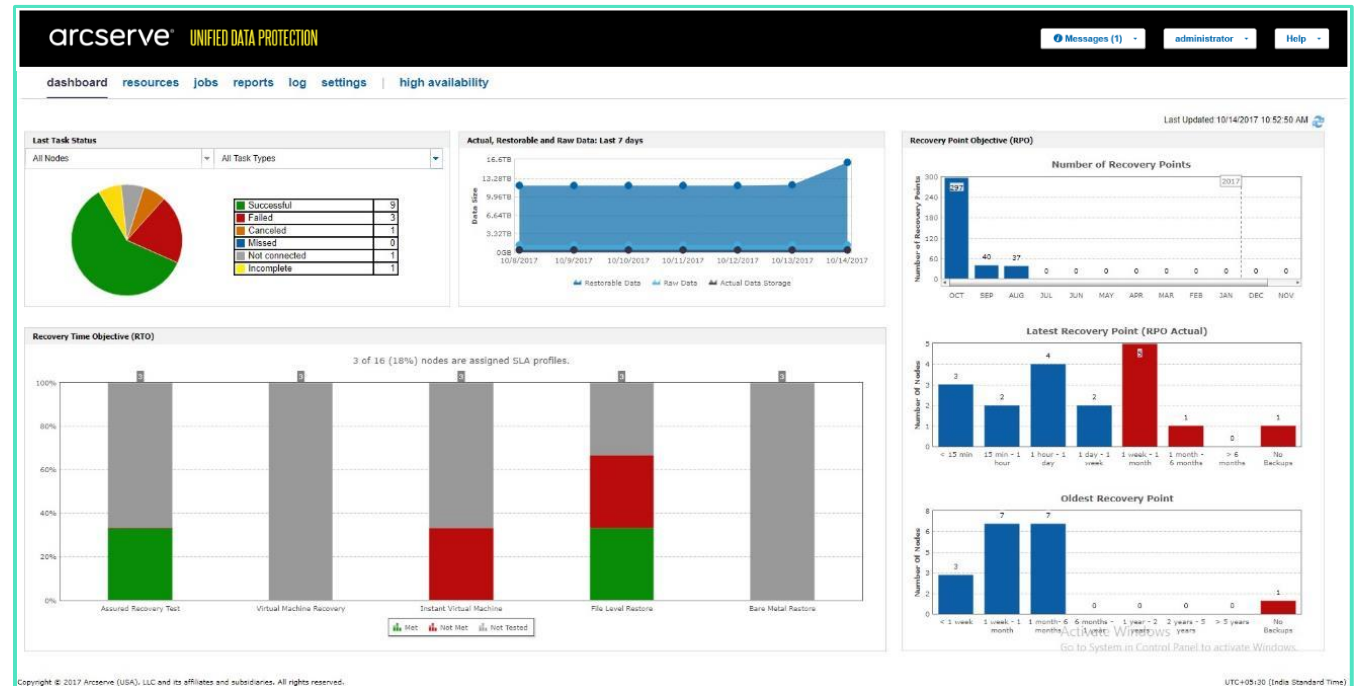 arcserve® UNIFIED DATA PROTECTION
Messages (1)
administrator
Help
dashboard resources jobs reports log settings | high availability
Last Updated 10/14/2017 10:52:50 AM
Last Task Status
All Nodes
All Task Types
Successful 9
Failed 3
Canceled 1
Missed 0
Not connected 1
Incomplete 1
Actual, Restorable and Raw Data: Last 7 days
Data Size
16.6TB
13.28TB
9.96TB
6.64TB
3.32TB
0GB
10/8/2017 10/9/2017 10/10/2017 10/11/2017 10/12/2017 10/13/2017 10/14/2017
Restorable Data Raw Data Actual Data Storage
Recovery Point Objective (RPO)
Number of Recovery Points
Number of Recovery Points
300
240
180
120
60
0
2017
297 40 37 0 0 0 0 0 0 0 0 0
OCT SEP AUG JUL JUN MAY APR MAR FEB JAN DEC NOV
Recovery Time Objective (RTO)
3 of 16 (18%) nodes are assigned SLA profiles.
3 3 3 3 3
100%
80%
60%
40%
20%
0%
Assured Recovery Test Virtual Machine Recovery Instant Virtual Machine File Level Restore Bare Metal Restore
Met Not Met Not Tested
Latest Recovery Point (RPO Actual)
Number Of Nodes
5
4
3
2
1
0
3 2 4 2 5 1 0 1
< 15 min 15 min - 1 hour 1 hour - 1 day 1 day - 1 week 1 week - 1 month 1 month - 6 months > 6 months No Backups
Oldest Recovery Point
Number Of Nodes
8
6
5
3
2
0
3 7 7 0 0 0 0 1
< 1 week 1 week - 1 month 1 month- 6 months 6 months - 1 year 1 year - 2 years 2 years - 5 years > 5 years No Backups
Activate Windows
Go to System in Control Panel to activate Windows.
Copyright © 2017 Arcserve (USA), LLC and its affiliates and subsidiaries. All rights reserved.
UTC+05:30 (India Standard Time)